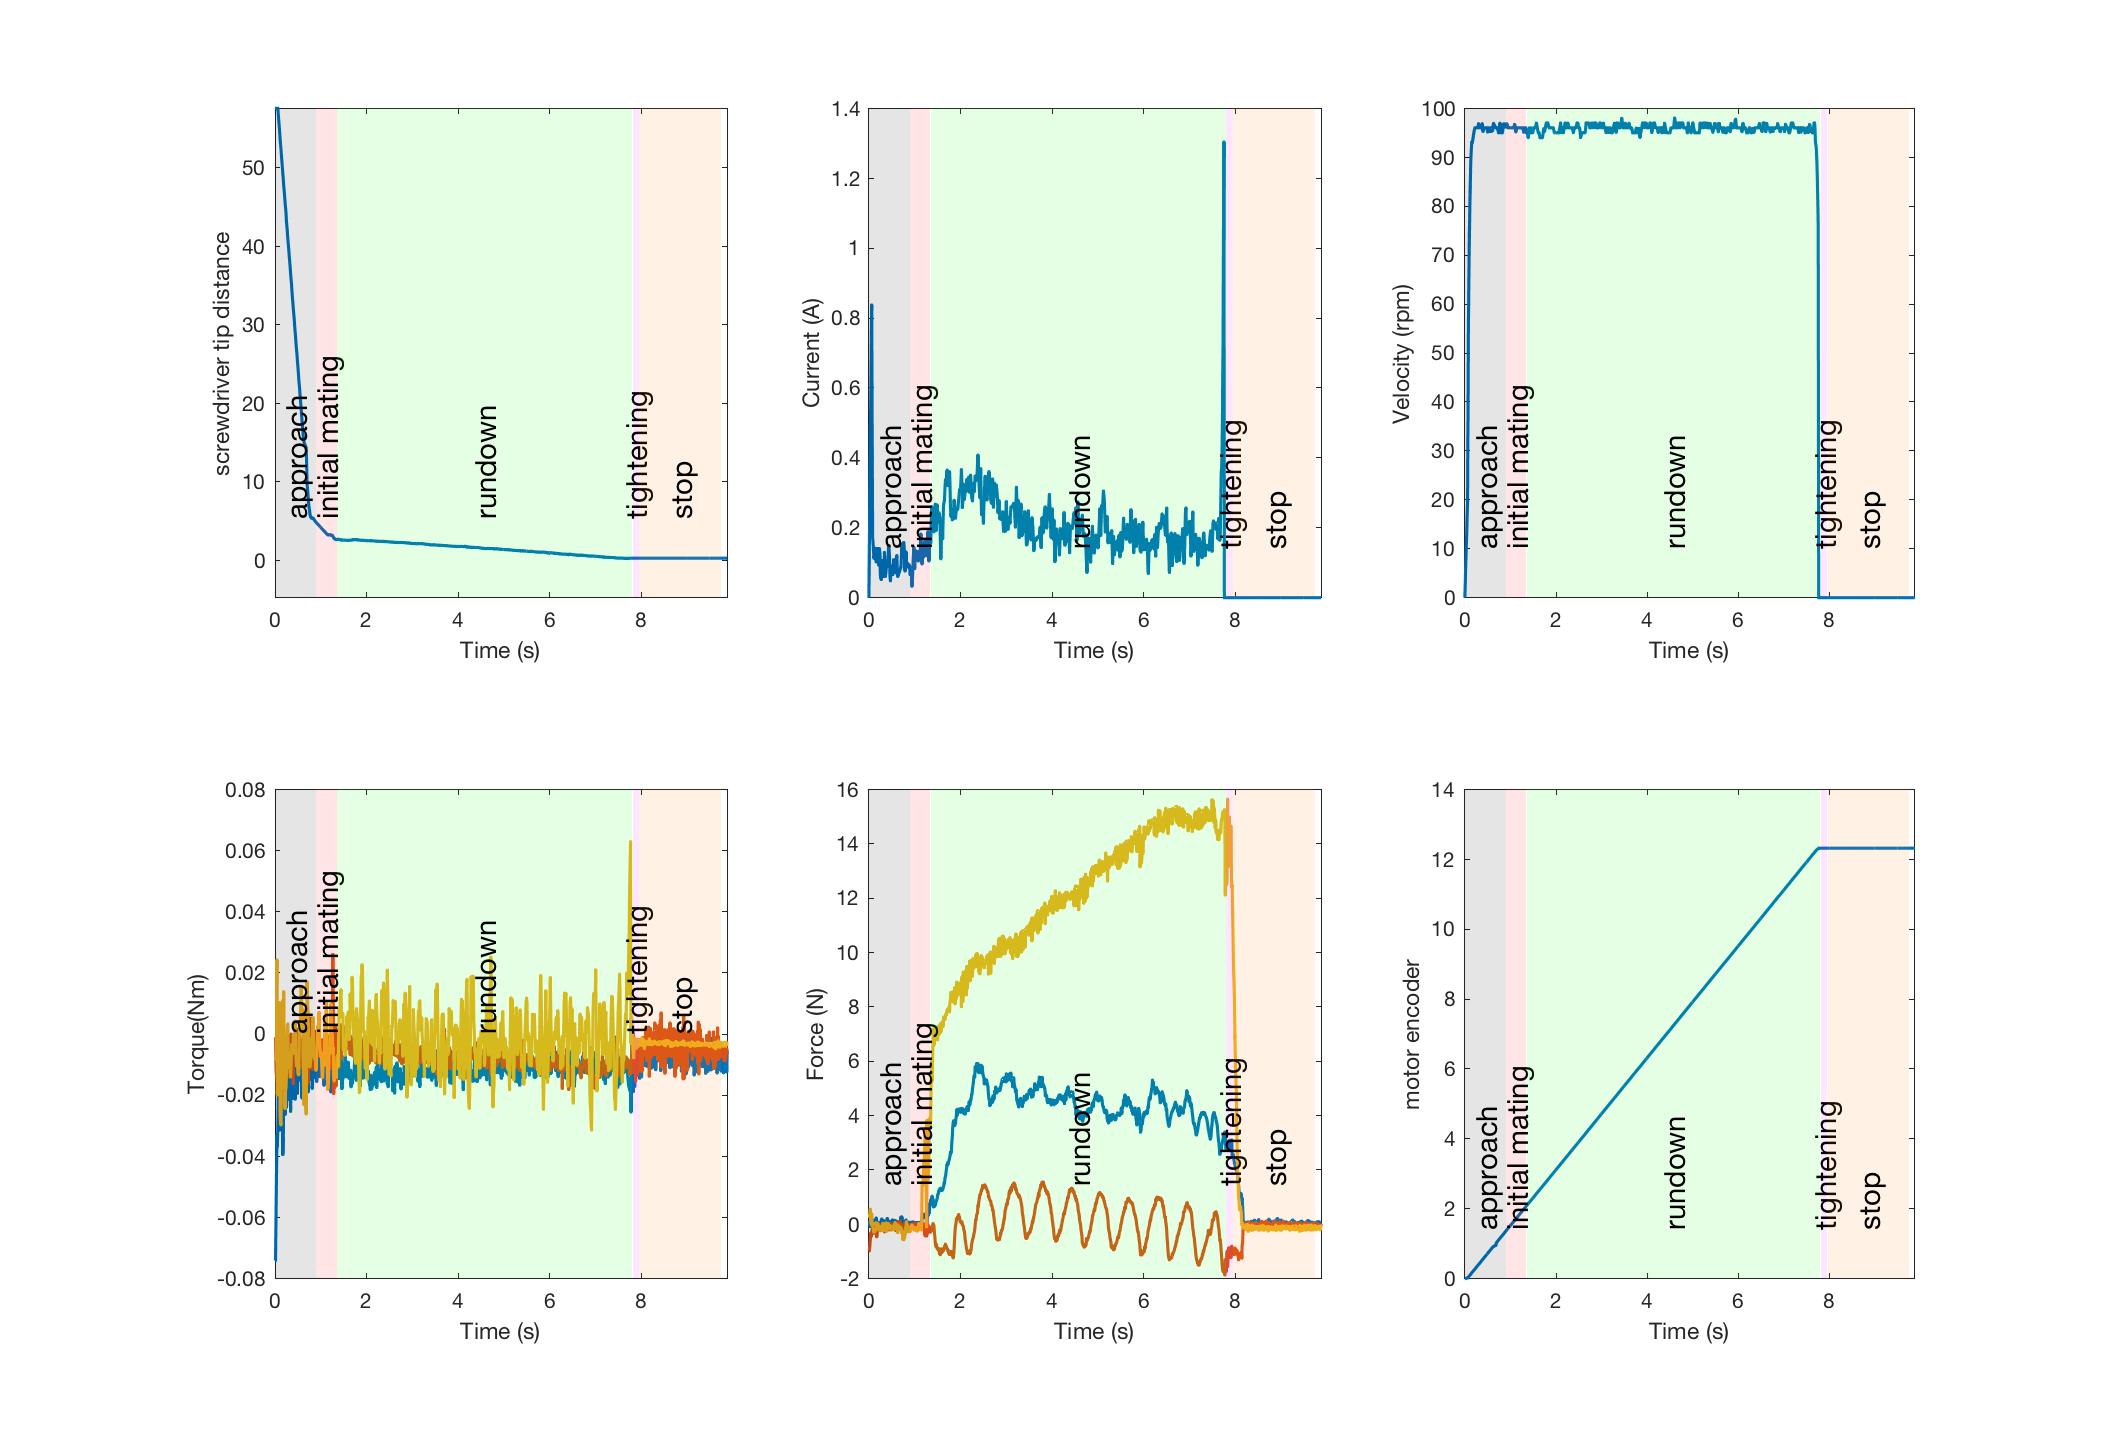 50
40
30
20
10
0
screwdriver tip distance
approach
initial mating
rundown
tightening
stop
0 2 4 6 8
Time (s)
1.4
1.2
1
0.8
0.6
0.4
0.2
0
Current (A)
approach
initial mating
rundown
tightening
stop
0 2 4 6 8
Time (s)
100
90
80
70
60
50
40
30
20
10
0
Velocity (rpm)
approach
initial mating
rundown
tightening
stop
0 2 4 6 8
Time (s)
0.08
0.06
0.04
0.02
0
-0.02
-0.04
-0.06
-0.08
Torque(Nm)
approach
initial mating
rundown
tightening
stop
0 2 4 6 8
Time (s)
16
14
12
10
8
6
4
2
0
-2
Force (N)
approach
initial mating
rundown
tightening
stop
0 2 4 6 8
Time (s)
14
12
10
8
6
4
2
0
motor encoder
approach
initial mating
rundown
tightening
stop
0 2 4 6 8
Time (s)